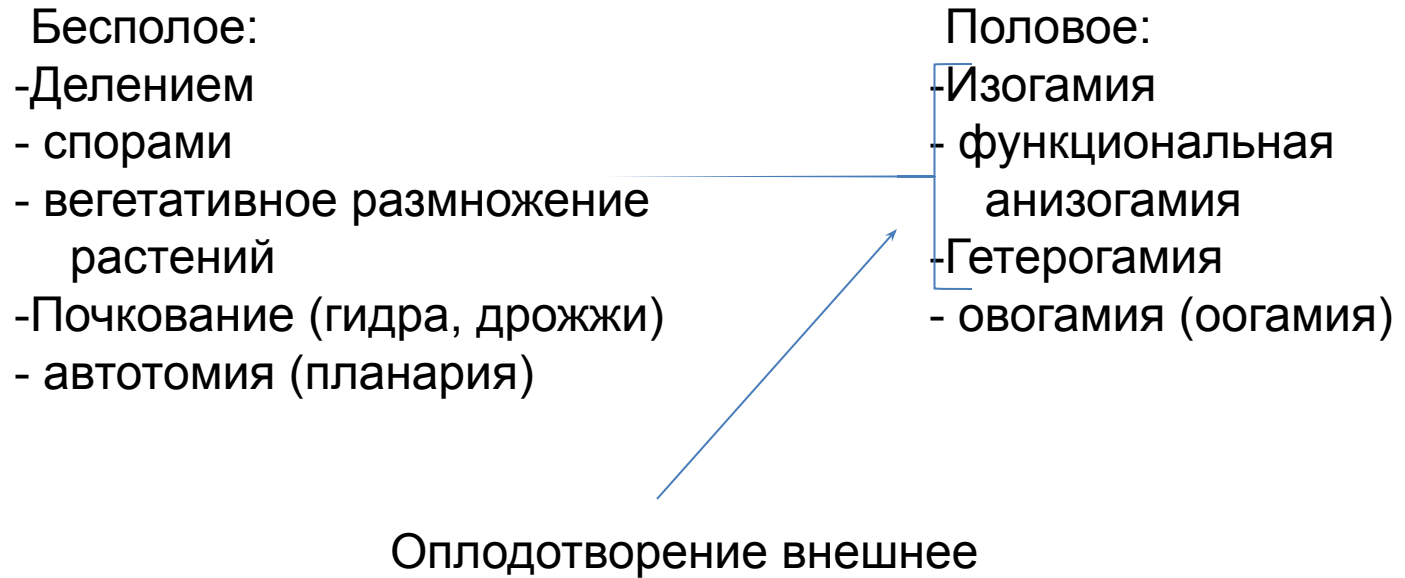 Бесполое:
-Делением
- спорами
- вегетативное размножение
растений
-Почкование (гидра, дрожжи)
- автотомия (планария)
Половое:
-Изогамия
- функциональная
анизогамия
-Гетерогамия
- овогамия (оогамия)
Оплодотворение внешнее